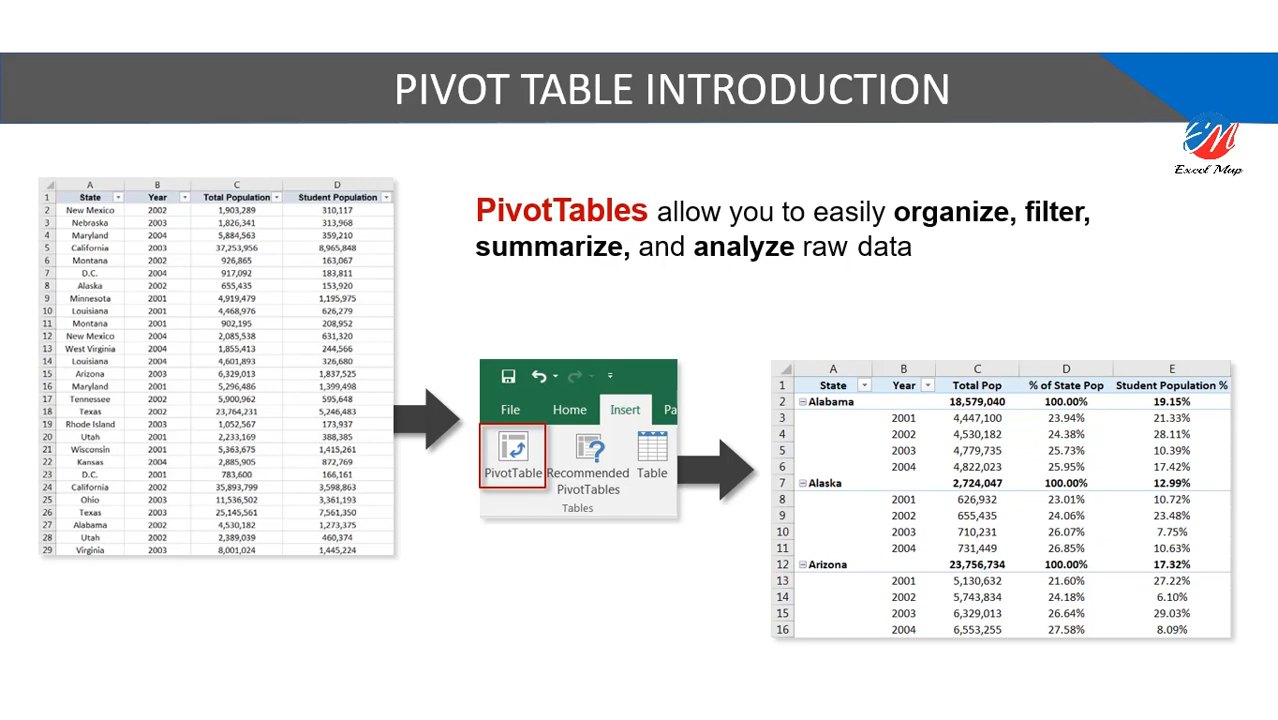 PIVOT TABLE INTRODUCTION
EM
Excel Mup
A B C D
1 State Year Total Population Student Population
2 New Mexico 2002 1,903,289 310,117
3 Nebraska 2003 1,826,341 313,968
4 Maryland 2004 5,884,563 359,210
5 California 2003 37,253,956 8,965,848
6 Montana 2002 926,865 163,067
7 D.C. 2004 917,092 183,811
8 Alaska 2002 655,435 153,920
9 Minnesota 2001 4,919,479 1,195,975
10 Louisiana 2001 4,468,976 626,279
11 Montana 2001 902,195 208,952
12 New Mexico 2004 2,085,538 631,320
13 West Virginia 2004 1,855,413 244,566
14 Louisiana 2004 4,601,893 326,680
15 Arizona 2003 6,329,013 1,837,525
16 Maryland 2001 5,296,486 1,399,498
17 Tennessee 2002 5,900,962 595,648
18 Texas 2002 23,764,231 5,246,483
19 Rhode Island 2003 1,052,567 173,937
20 Utah 2001 2,233,169 388,385
21 Wisconsin 2001 5,363,675 1,415,261
22 Kansas 2004 2,885,905 872,769
23 D.C. 2001 783,600 166,161
24 California 2002 35,893,799 3,598,863
25 Ohio 2003 11,536,502 3,361,193
26 Texas 2003 25,145,561 7,561,350
27 Alabama 2002 4,530,182 1,273,375
28 Utah 2002 2,389,039 460,374
29 Virginia 2003 8,001,024 1,445,224
PivotTables allow you to easily organize, filter,
summarize, and analyze raw data
File Home Insert Pa
PivotTable Recommended PivotTables Table
Tables
A B C D E
1 State Year Total Pop % of State Pop Student Population %
2 Alabama 18,579,040 100.00% 19.15%
3 2001 4,447,100 23.94% 21.33%
4 2002 4,530,182 24.38% 28.11%
5 2003 4,779,735 25.73% 10.39%
6 2004 4,822,023 25.95% 17.42%
7 Alaska 2,724,047 100.00% 12.99%
8 2001 626,932 23.01% 10.72%
9 2002 655,435 24.06% 23.48%
10 2003 710,231 26.07% 7.75%
11 2004 731,449 26.85% 10.63%
12 Arizona 23,756,734 100.00% 17.32%
13 2001 5,130,632 21.60% 27.22%
14 2002 5,743,834 24.18% 6.10%
15 2003 6,329,013 26.64% 29.03%
16 2004 6,553,255 27.58% 8.09%